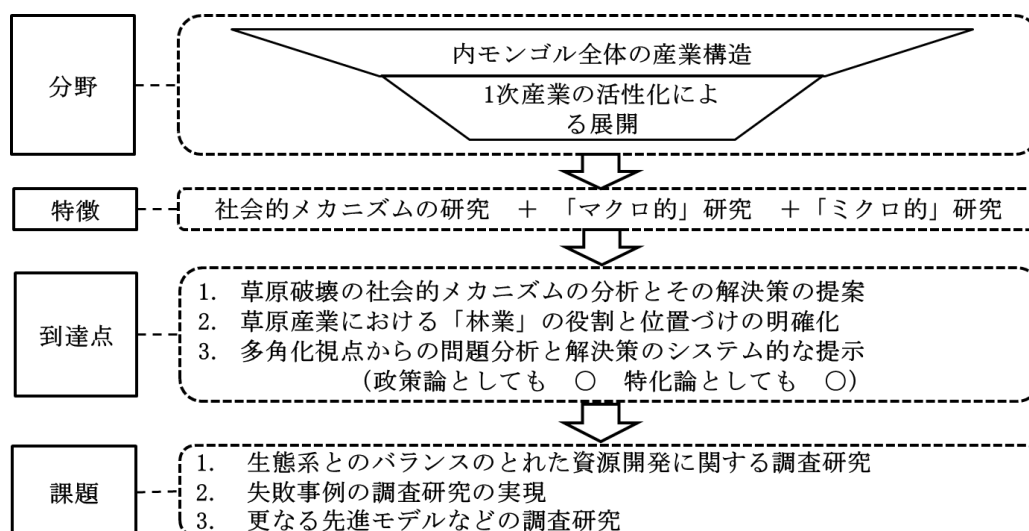 分野
内モンゴル全体の産業構造
1次産業の活性化によ
る展開
特徴
社会的メカニズムの研究 + 「マクロ的」研究 +「ミクロ的」研究
到達点
1. 草原破壊の社会的メカニズムの分析とその解決策の提案
2. 草原産業における「林業」の役割と位置づけの明確化
3. 多角化視点からの問題分析と解決策のシステム的な提示
（政策論としても 〇 特化論としても 〇）
課題
1. 生態系とのバランスのとれた資源開発に関する調査研究
2. 失敗事例の調査研究の実現
3. 更なる先進モデルなどの調査研究